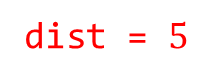 dist = 5